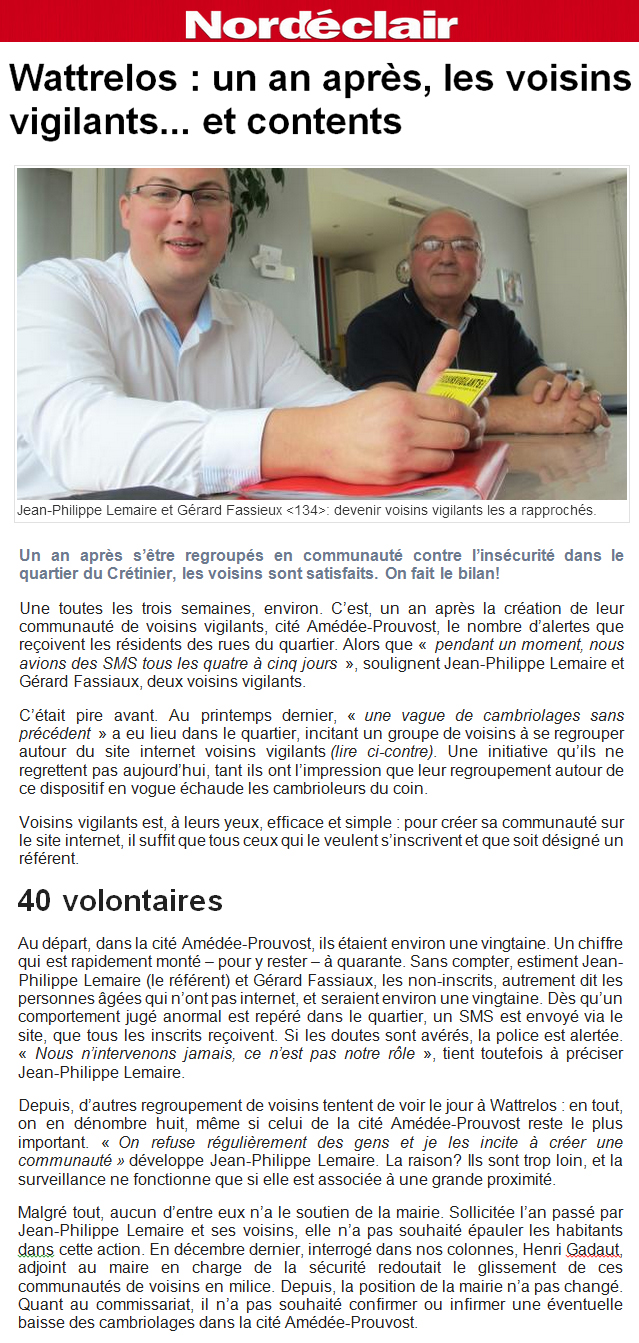 Nordéclair
Wattrelos : un an après, les voisins
vigilants... et contents
VOISINSVIGILANTS
Jean-Philippe Lemaire et Gérard Fassieux <134>: devenir voisins vigilants les a rapprochés.
Un an après s’être regroupés en communauté contre l’insécurité dans le
quartier du Crétinier, les voisins sont satisfaits. On fait le bilan!
Une toutes les trois semaines, environ. C’est, un an après la création de leur
communauté de voisins vigilants, cité Amédée-Prouvost, le nombre d’alertes que
reçoivent les résidents des rues du quartier. Alors que « pendant un moment, nous
avions des SMS tous les quatre à cinq jours », soulignent Jean-Philippe Lemaire et
Gérard Fassiaux, deux voisins vigilants.
C’était pire avant. Au printemps dernier, « une vague de cambriolages sans
précédent » a eu lieu dans le quartier, incitant un groupe de voisins à se regrouper
autour du site internet voisins vigilants (lire ci-contre). Une initiative qu’ils ne
regrettent pas aujourd’hui, tant ils ont l’impression que leur regroupement autour de
ce dispositif en vogue échaude les cambrioleurs du coin.
Voisins vigilants est, à leurs yeux, efficace et simple : pour créer sa communauté sur
le site internet, il suffit que tous ceux qui le veulent s’inscrivent et que soit désigné un
référent.
40 volontaires
Au départ, dans la cité Amédée-Prouvost, ils étaient environ une vingtaine. Un chiffre
qui est rapidement monté – pour y rester – à quarante. Sans compter, estiment Jean-
Philippe Lemaire (le référent) et Gérard Fassiaux, les non-inscrits, autrement dit les
personnes âgées qui n’ont pas internet, et seraient environ une vingtaine. Dès qu’un
comportement jugé anormal est repéré dans le quartier, un SMS est envoyé via le
site, que tous les inscrits reçoivent. Si les doutes sont avérés, la police est alertée.
« Nous n’intervenons jamais, ce n’est pas notre rôle », tient toutefois à préciser
Jean-Philippe Lemaire.
Depuis, d’autres regroupement de voisins tentent de voir le jour à Wattrelos : en tout,
on en dénombre huit, même si celui de la cité Amédée-Prouvost reste le plus
important. « On refuse régulièrement des gens et je les incite à créer une
communauté » développe Jean-Philippe Lemaire. La raison? Ils sont trop loin, et la
surveillance ne fonctionne que si elle est associée à une grande proximité.
Malgré tout, aucun d’entre eux n’a le soutien de la mairie. Sollicitée l’an passé par
Jean-Philippe Lemaire et ses voisins, elle n’a pas souhaité épauler les habitants
dans cette action. En décembre dernier, interrogé dans nos colonnes, Henri Gadaut,
adjoint au maire en charge de la sécurité redoutait le glissement de ces
communautés de voisins en milice. Depuis, la position de la mairie n’a pas changé.
Quant au commissariat, il n’a pas souhaité confirmer ou infirmer une éventuelle
baisse des cambriolages dans la cité Amédée-Prouvost.